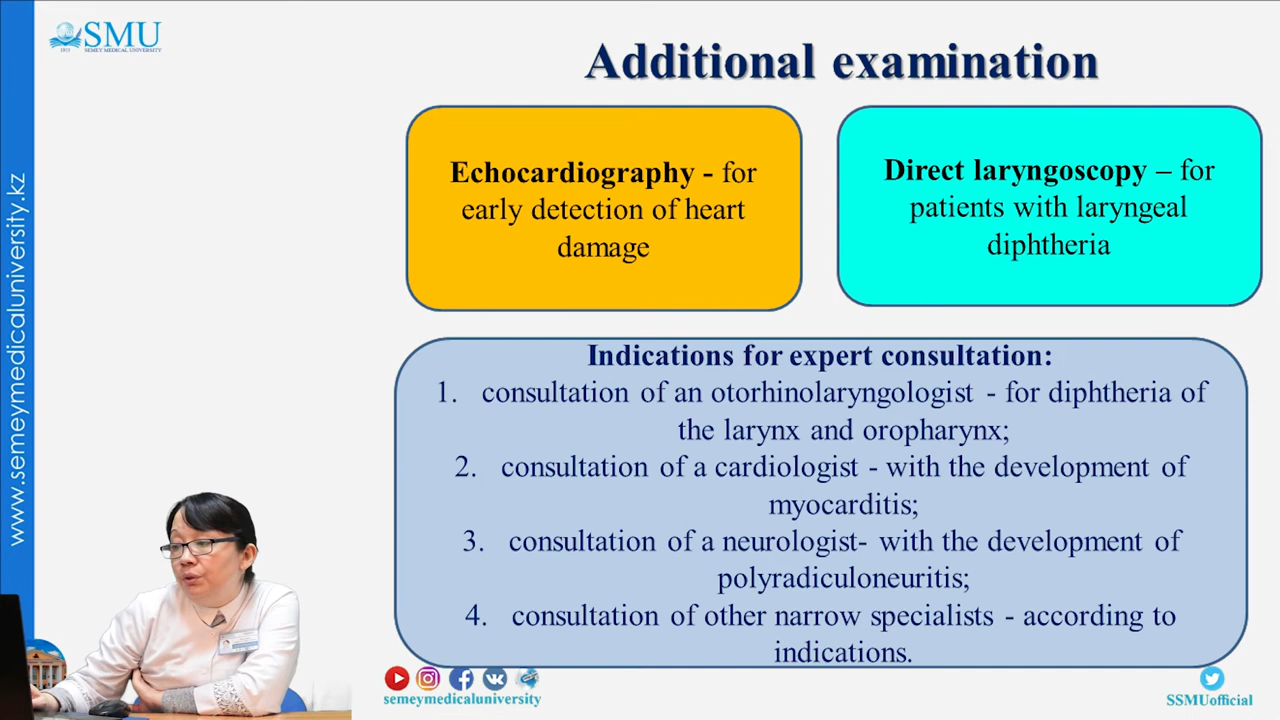 SMU
SEMEY MEDICAL UNIVERSITY
Additional examination
www.semeymedicaluniversity.kz
Echocardiography - for
early detection of heart
damage
Direct laryngoscopy – for
patients with laryngeal
diphtheria
Indications for expert consultation:
1. consultation of an otorhinolaryngologist - for diphtheria of
the larynx and oropharynx;
2. consultation of a cardiologist - with the development of
myocarditis;
3. consultation of a neurologist- with the development of
polyradiculoneuritis;
4. consultation of other narrow specialists - according to
indications.
semeymedicaluniversity
SSMUofficial